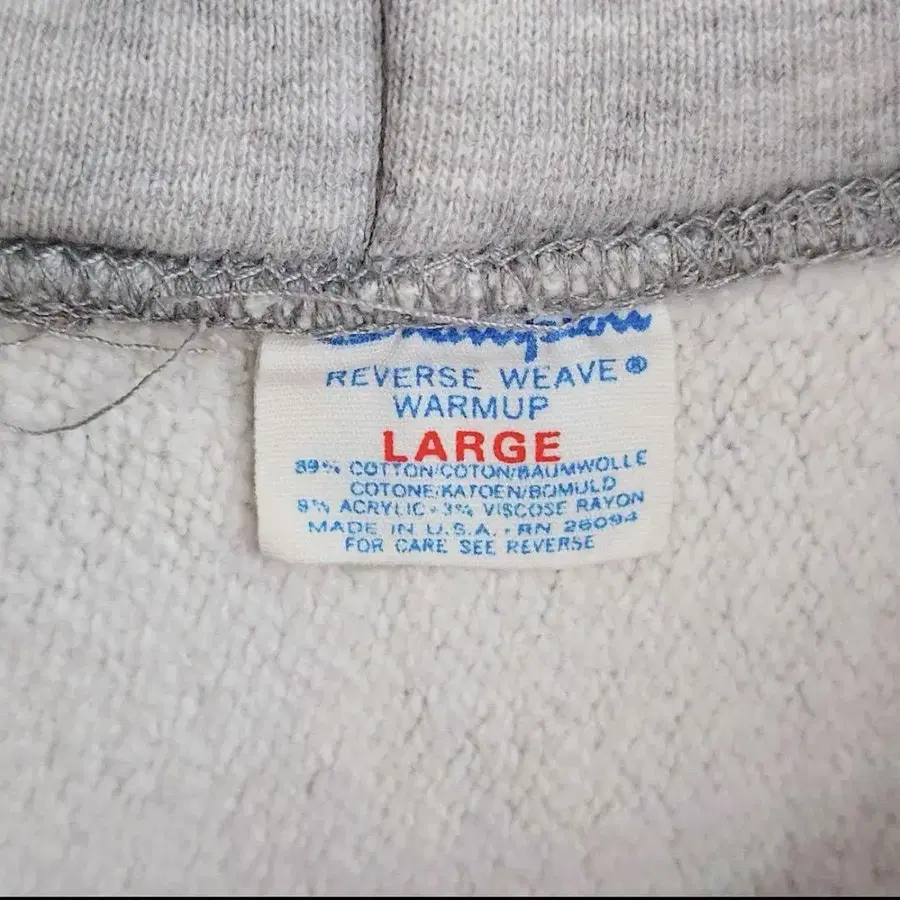 Champion
REVERSE WEAVE®
WARMUP
LARGE
89% COTTON/COTON/BAUMWOLLE
COTONE/KATOEN/BOMULD
8% ACRYLIC - 3% VISCOSE RAYON
MADE IN U.S.A. - RN 26094
FOR CARE SEE REVERSE